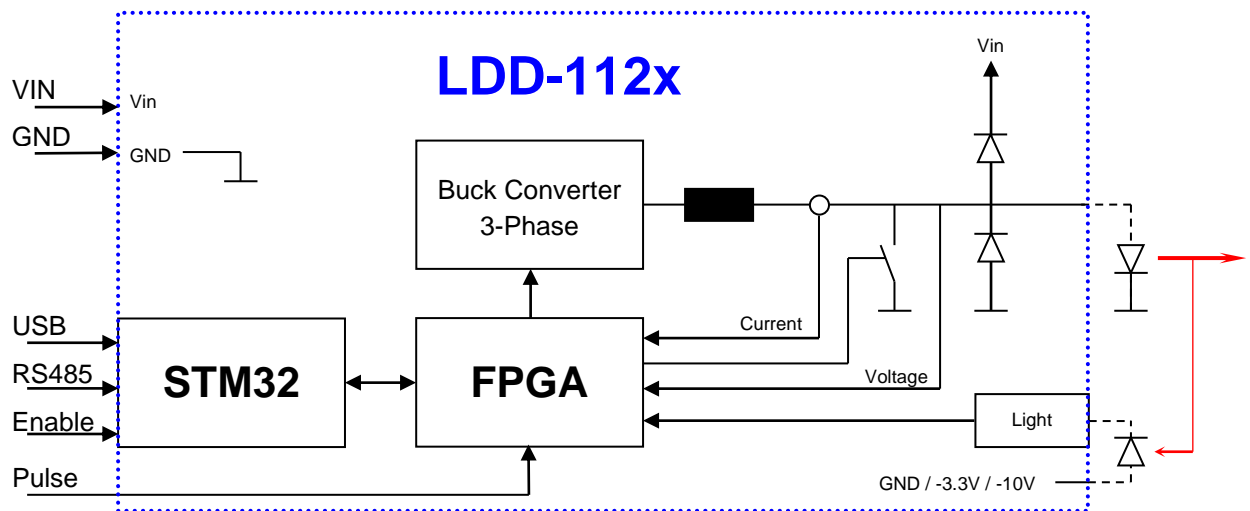 LDD-112x
Vin
VIN
Vin
GND
GND
Buck Converter
3-Phase
USB
RS485
Enable
Pulse
STM32
FPGA
Current
Voltage
Light
GND / -3.3V / -10V